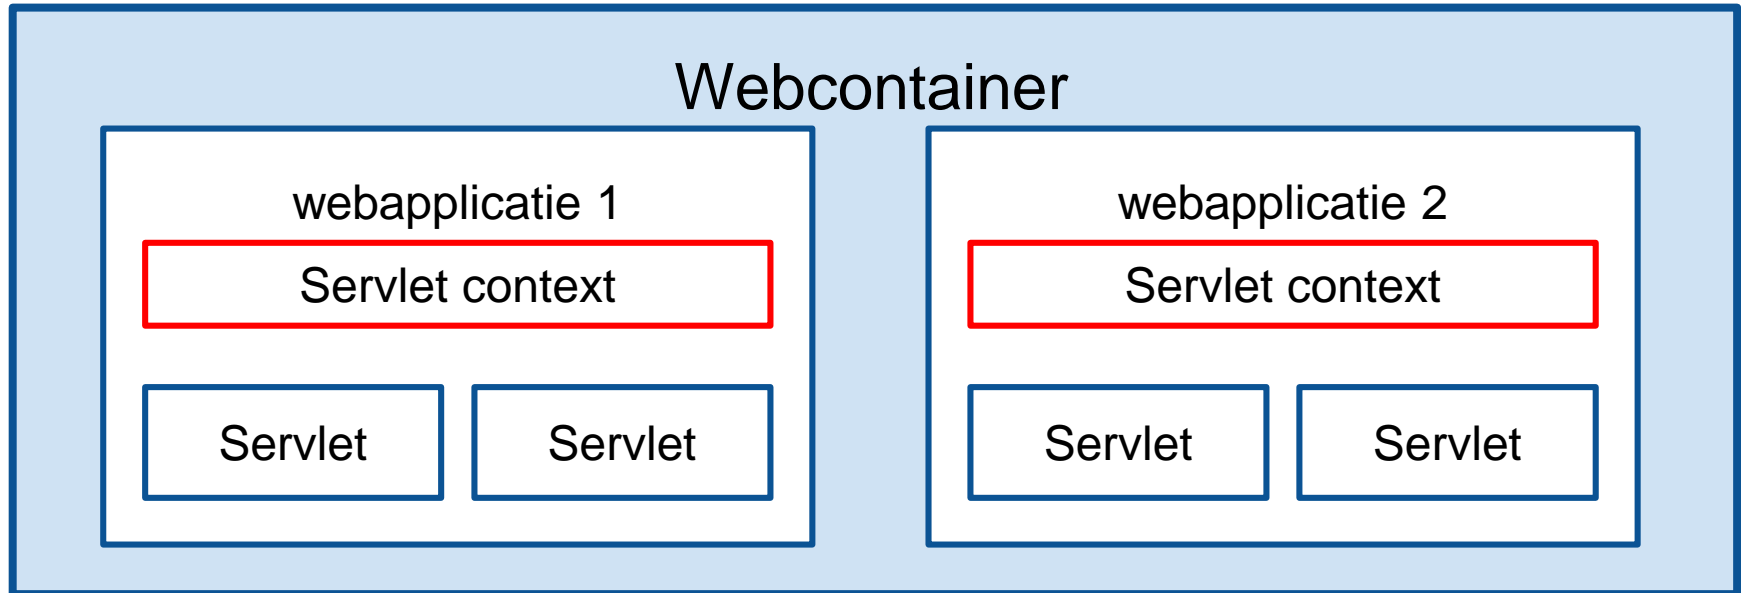 Webcontainer
webapplicatie 1
Servlet context
Servlet
Servlet
webapplicatie 2
Servlet context
Servlet
Servlet